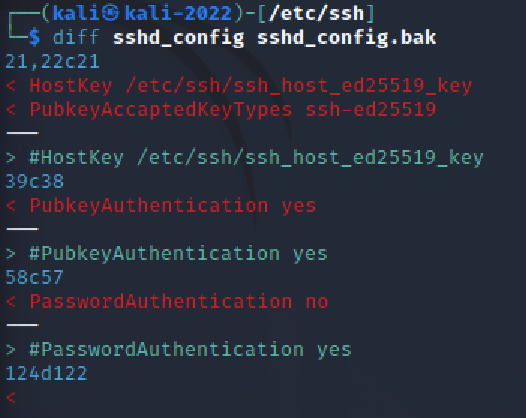 ┌──(kali㉿kali-2022)-[/etc/ssh]
└─$ diff sshd_config sshd_config.bak
21,22c21
< HostKey /etc/ssh/ssh_host_ed25519_key
< PubkeyAccaptedKeyTypes ssh-ed25519
---
> #HostKey /etc/ssh/ssh_host_ed25519_key
39c38
< PubkeyAuthentication yes
---
> #PubkeyAuthentication yes
58c57
< PasswordAuthentication no
---
> #PasswordAuthentication yes
124d122
<